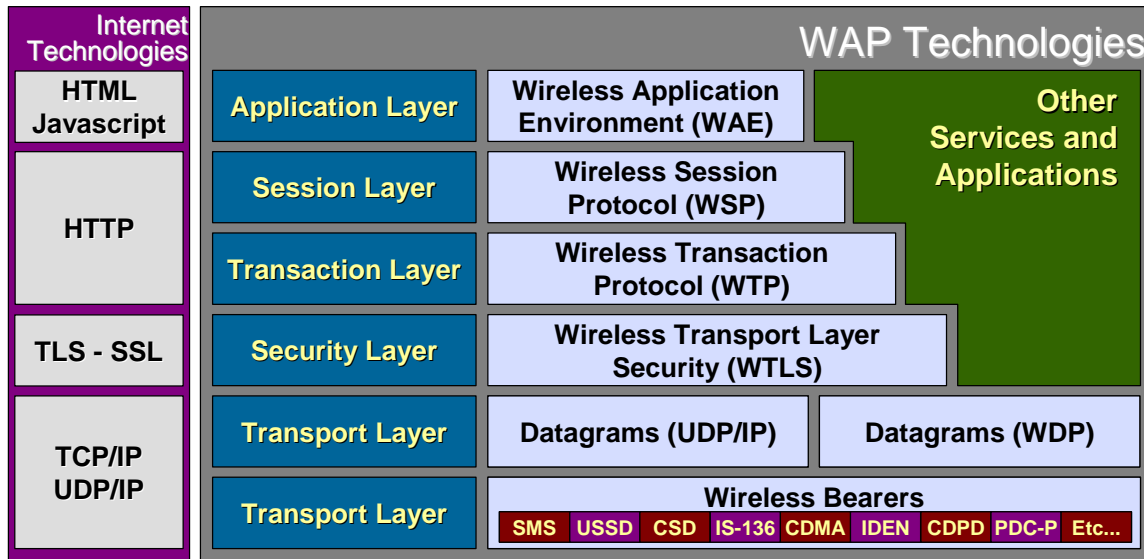 Internet
Technologies
HTML
Javascript
HTTP
TLS - SSL
TCP/IP
UDP/IP
WAP Technologies
Application Layer
Wireless Application
Environment (WAE)
Other
Services and
Applications
Session Layer
Wireless Session
Protocol (WSP)
Transaction Layer
Wireless Transaction
Protocol (WTP)
Security Layer
Wireless Transport Layer
Security (WTLS)
Transport Layer
Datagrams (UDP/IP)
Datagrams (WDP)
Transport Layer
Wireless Bearers
SMS USSD CSD IS-136 CDMA IDEN CDPD PDC-P Etc...